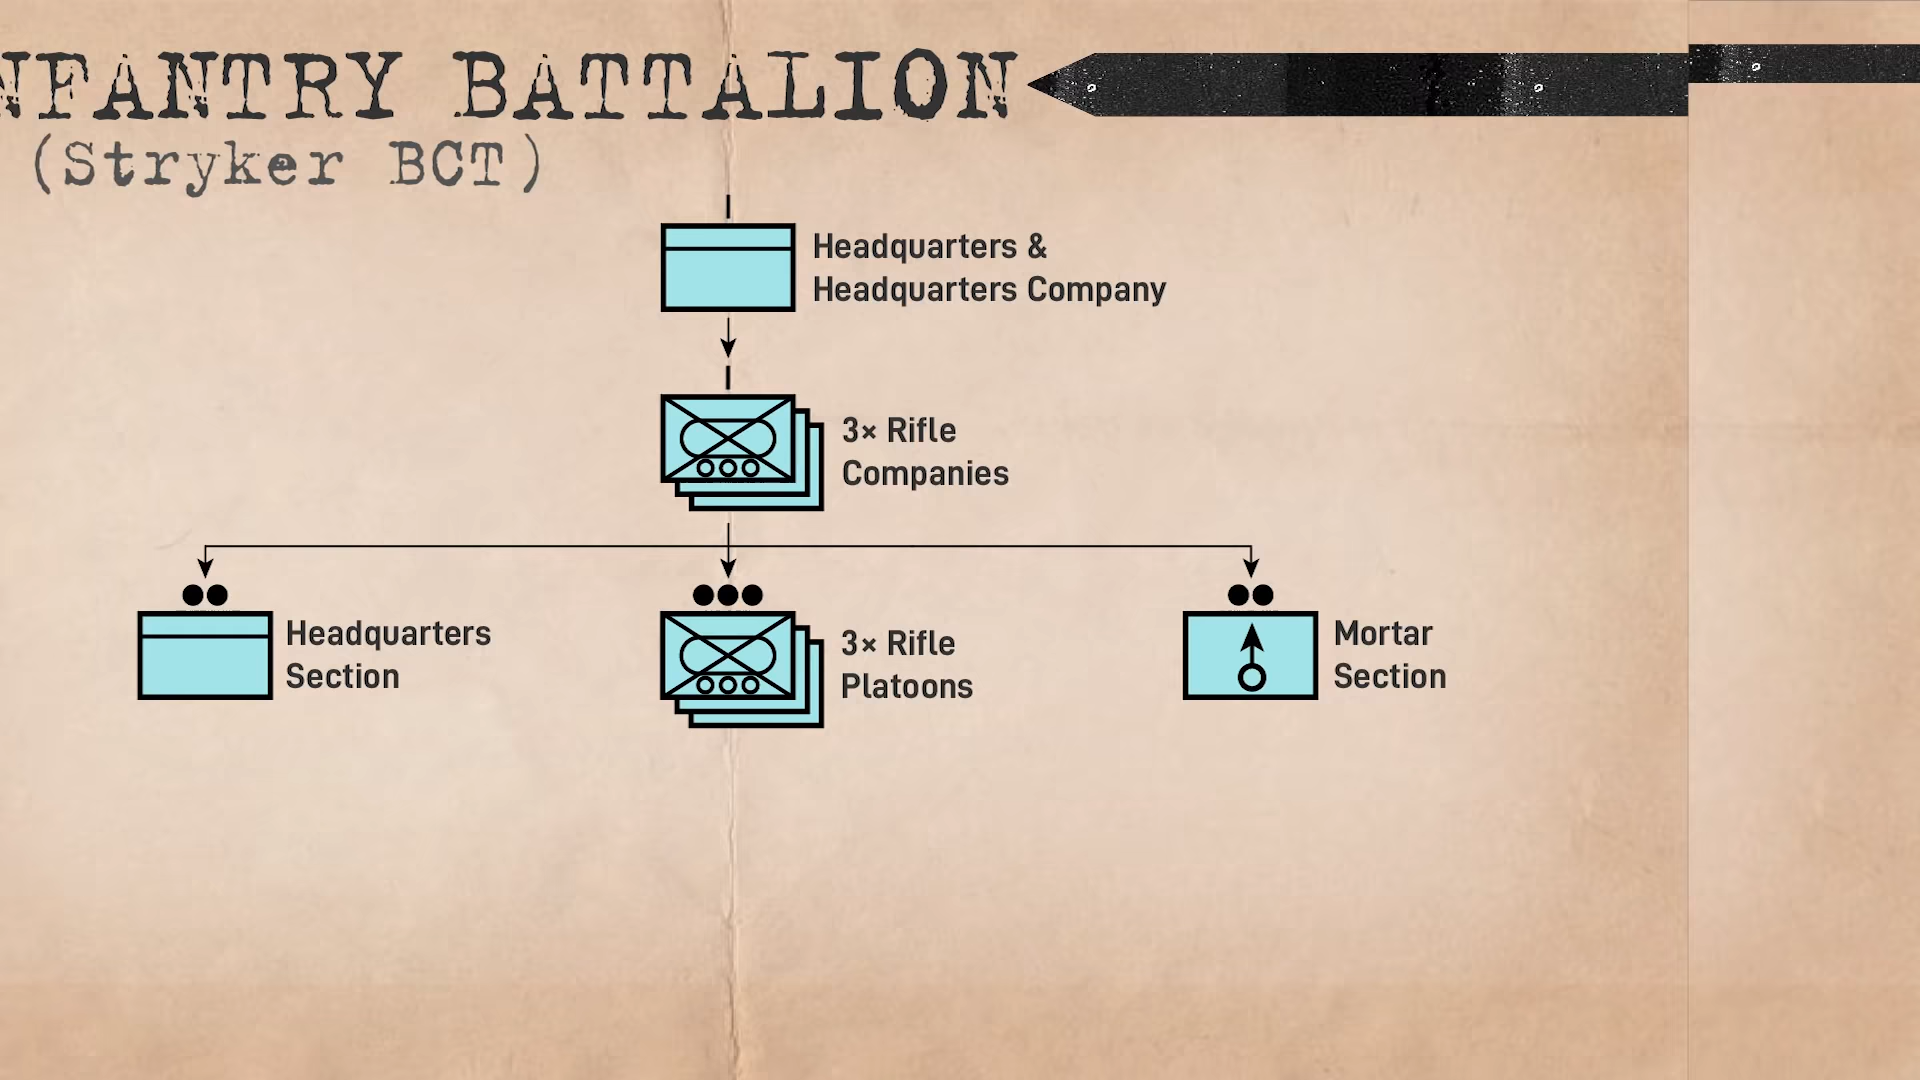 NFANTRY BATTALION
(Stryker BCT)
Headquarters &
Headquarters Company
3× Rifle
Companies
Headquarters
Section
3× Rifle
Platoons
Mortar
Section